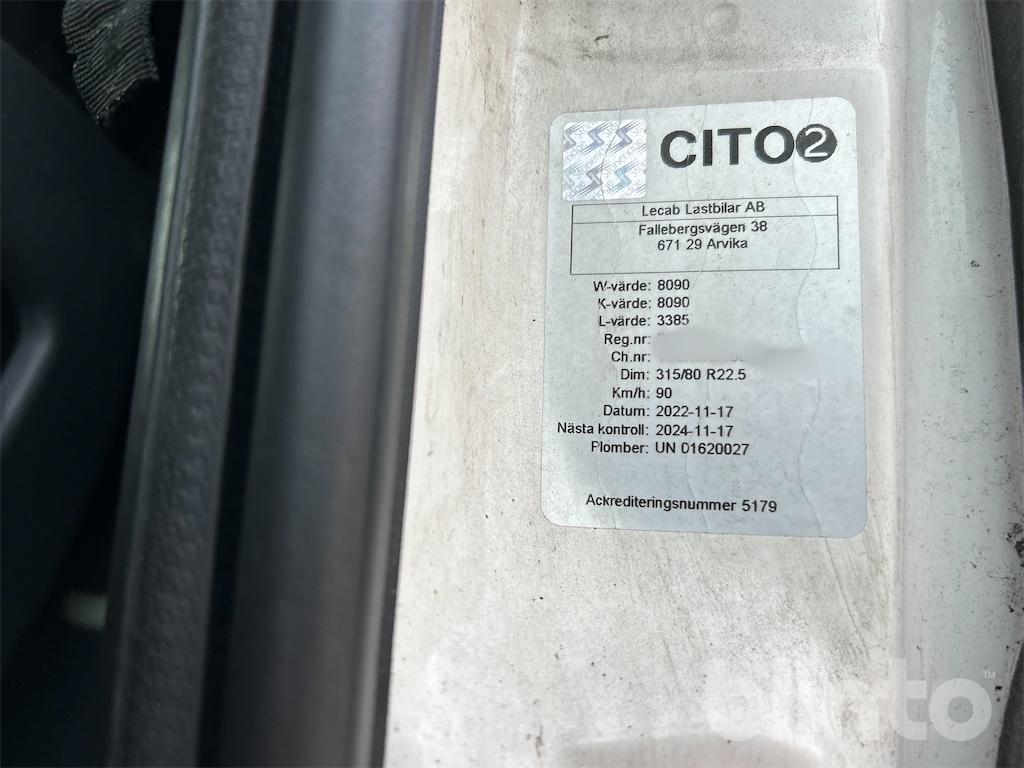 CITO2
Lecab Lastbilar AB
Fallebergsvägen 38
671 29 Arvika
W-värde: 8090
K-värde: 8090
L-värde: 3385
Reg.nr:
Ch.nr:
Dim: 315/80 R22.5
Km/h: 90
Datum: 2022-11-17
Nästa kontroll: 2024-11-17
Plomber: UN 01620027
Ackrediteringsnummer 5179
blinto™